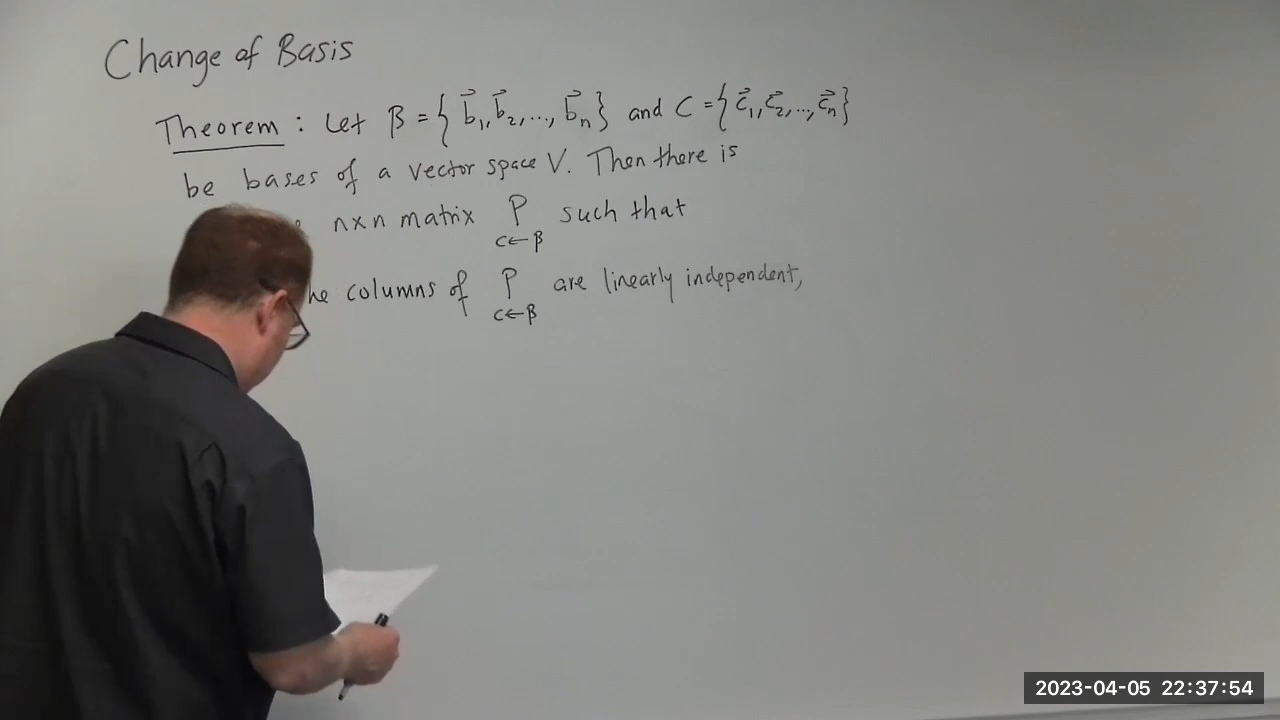 Change of Basis
Theorem : Let β = { b⃗₁, b⃗₂, ..., b⃗ₙ } and C = { c⃗₁, c⃗₂, ..., c⃗ₙ }
be bases of a vector space V. Then there is
n×n matrix P such that
C←β
columns of P are linearly independent,
C←β
2023-04-05 22:37:54